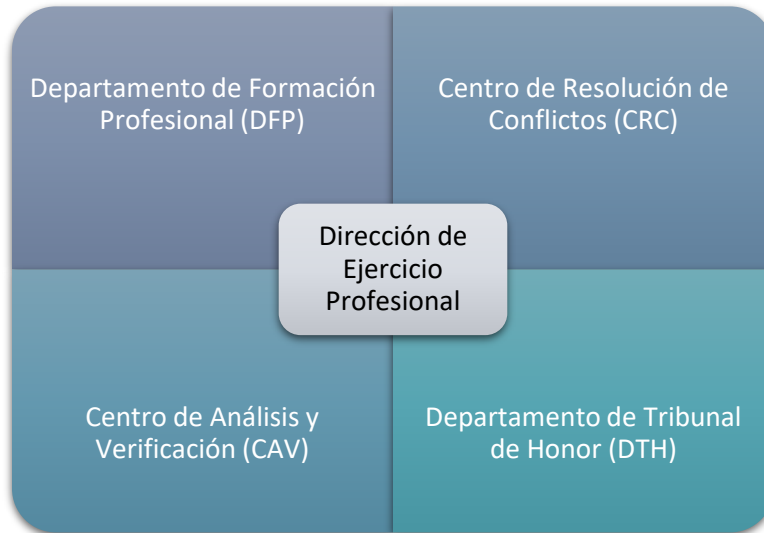 Departamento de Formación
Profesional (DFP)
Centro de Resolución de
Conflictos (CRC)
Dirección de
Ejercicio
Profesional
Centro de Análisis y
Verificación (CAV)
Departamento de Tribunal
de Honor (DTH)